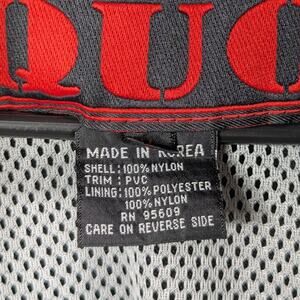 QUO
MADE IN KOREA
SHELL: 100% NYLON
TRIM : PVC
LINING: 100% POLYESTER
100% NYLON
RN 95609
CARE ON REVERSE SIDE